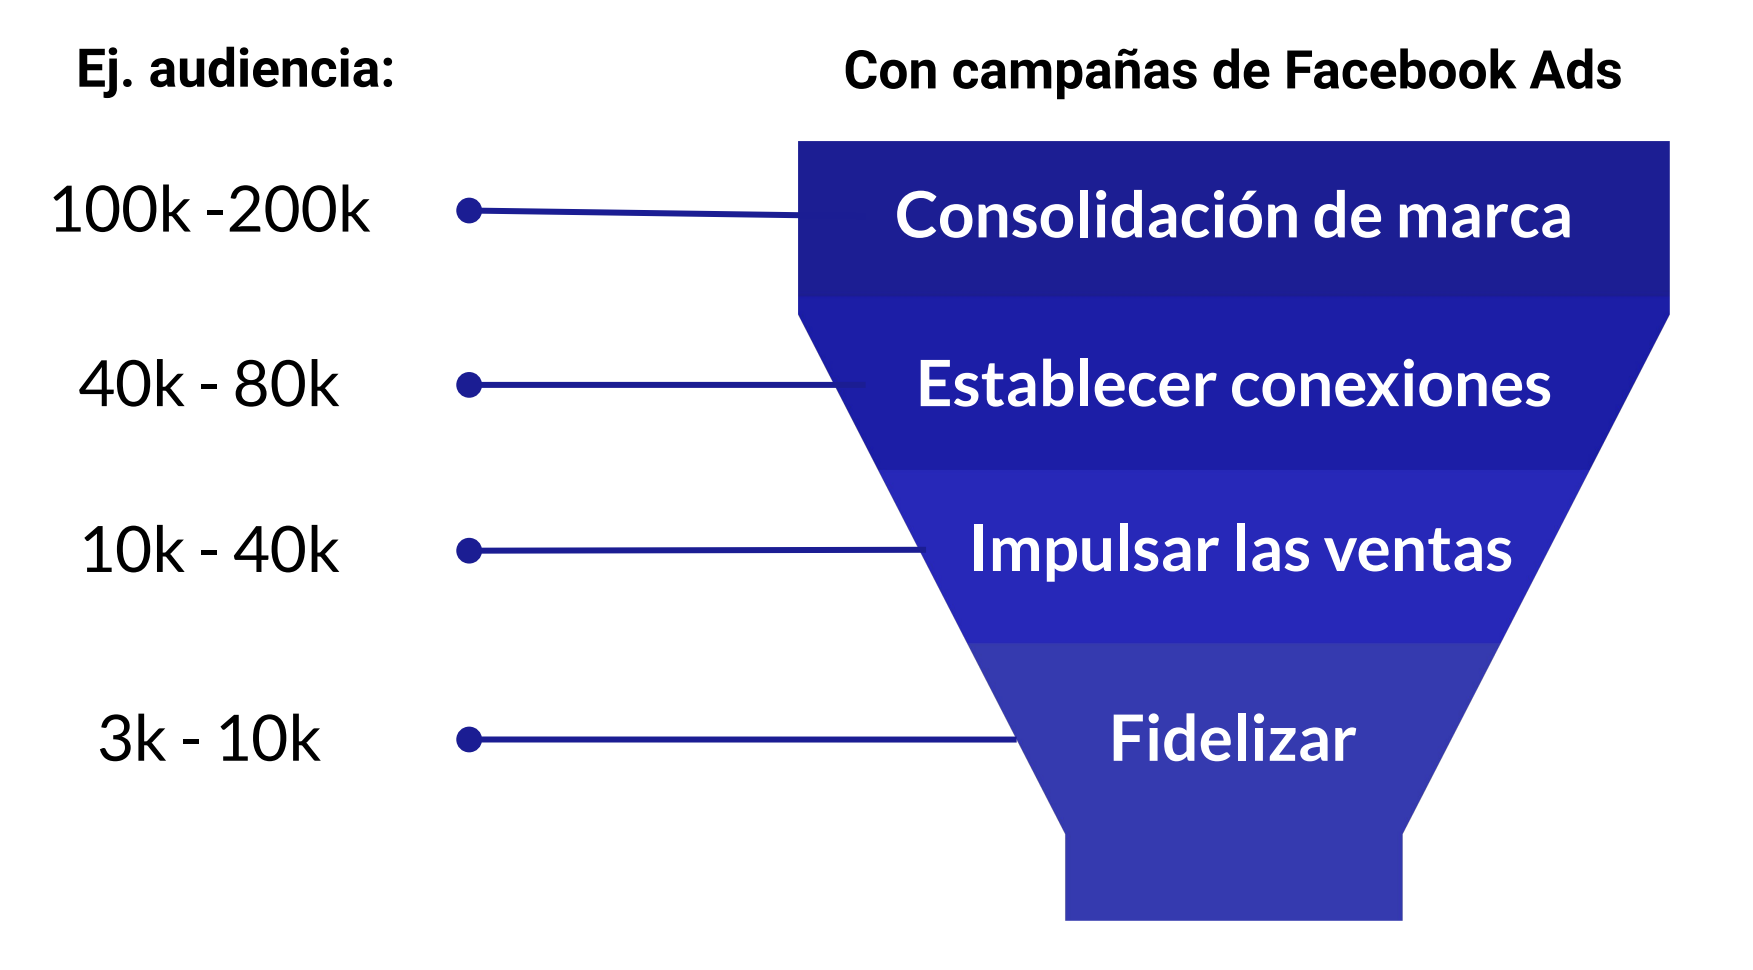 Ej. audiencia:
Con campañas de Facebook Ads
100k -200k
Consolidación de marca
40k - 80k
Establecer conexiones
10k - 40k
Impulsar las ventas
3k - 10k
Fidelizar